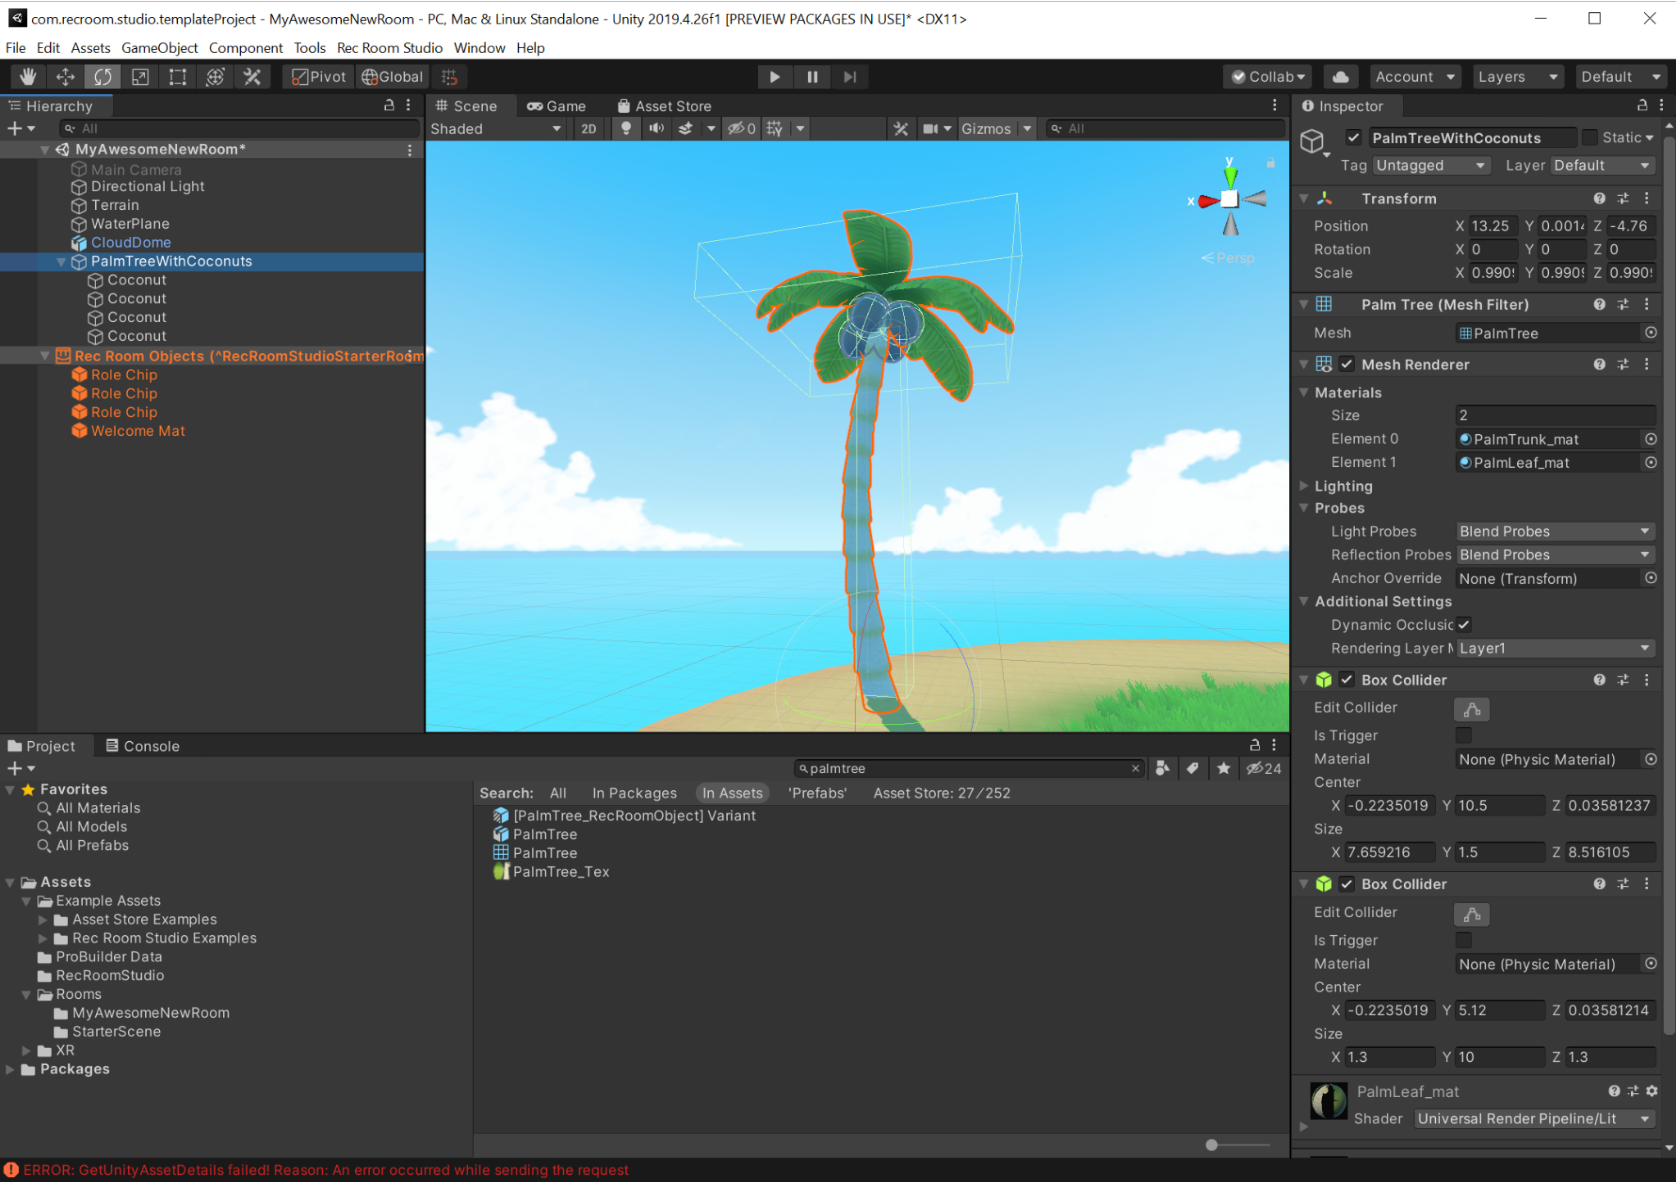 com.recroom.studio.templateProject - MyAwesomeNewRoom - PC, Mac & Linux Standalone - Unity 2019.4.26f1 [PREVIEW PACKAGES IN USE]* <DX11>
File Edit Assets GameObject Component Tools Rec Room Studio Window Help
Pivot Global Collab Account Layers Default
Hierarchy
All
MyAwesomeNewRoom*
Main Camera
Directional Light
Terrain
WaterPlane
CloudDome
PalmTreeWithCoconuts
Coconut
Coconut
Coconut
Coconut
Rec Room Objects (^RecRoomStudioStarterRoom
Role Chip
Role Chip
Role Chip
Welcome Mat
Scene Game Asset Store
Shaded 2D 0 Gizmos All
y
x
Persp
Inspector
PalmTreeWithCoconuts Static
Tag Untagged Layer Default
Transform
Position X 13.25 Y 0.0014 Z -4.76
Rotation X 0 Y 0 Z 0
Scale X 0.990 Y 0.990 Z 0.990
Palm Tree (Mesh Filter)
Mesh PalmTree
Mesh Renderer
Materials
Size 2
Element 0 PalmTrunk_mat
Element 1 PalmLeaf_mat
Lighting
Probes
Light Probes Blend Probes
Reflection Probes Blend Probes
Anchor Override None (Transform)
Additional Settings
Dynamic Occlusic
Rendering Layer M Layer1
Box Collider
Edit Collider
Is Trigger
Material None (Physic Material)
Center
X -0.2235019 Y 10.5 Z 0.03581237
Size
X 7.659216 Y 1.5 Z 8.516105
Box Collider
Edit Collider
Is Trigger
Material None (Physic Material)
Center
X -0.2235019 Y 5.12 Z 0.03581214
Size
X 1.3 Y 10 Z 1.3
PalmLeaf_mat
Shader Universal Render Pipeline/Lit
Project Console
palmtree 24
Favorites
All Materials
All Models
All Prefabs
Assets
Example Assets
Asset Store Examples
Rec Room Studio Examples
ProBuilder Data
RecRoomStudio
Rooms
MyAwesomeNewRoom
StarterScene
XR
Packages
Search: All In Packages In Assets 'Prefabs' Asset Store: 27/252
[PalmTree_RecRoomObject] Variant
PalmTree
PalmTree
PalmTree_Tex
ERROR: GetUnityAssetDetails failed! Reason: An error occurred while sending the request